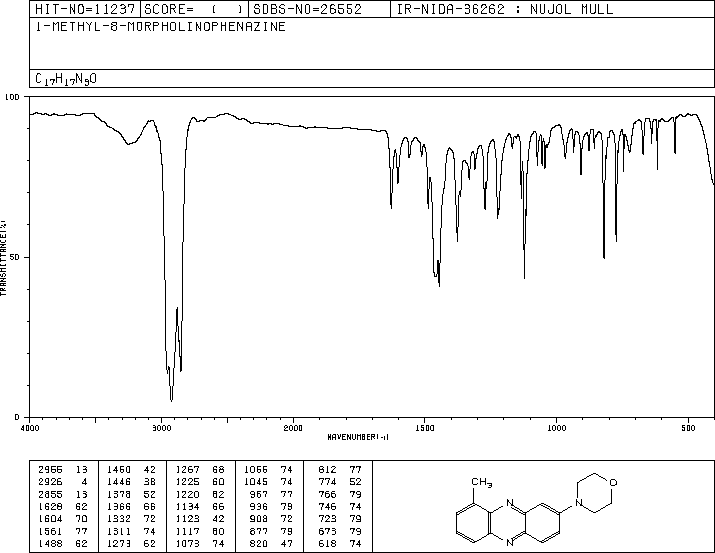 HIT-NO=11237 SCORE= ( ) SDBS-NO=26552 IR-NIDA-36262 : NUJOL MULL
1-METHYL-8-MORPHOLINOPHENAZINE
C17H17N3O
100
50
0
TRANSMITTANCE(%)
4000 3000 2000 1500 1000 500
WAVENUMBER(-1)
2955 13 1460 42 1267 68 1066 74 812 77
2926 4 1446 38 1225 60 1045 74 774 52
2855 13 1378 52 1220 82 967 77 766 79
1628 62 1366 66 1134 66 936 79 746 74
1604 70 1332 72 1123 42 908 72 723 79
1561 77 1311 74 1117 80 877 79 673 79
1488 62 1273 62 1073 74 820 47 618 74
CH3
O
N
N
N